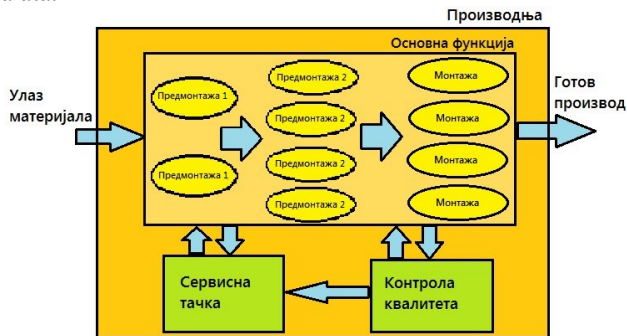 Производња
Основна функција
Улаз
материјала
Предмонтажа 1
Предмонтажа 1
Предмонтажа 2
Предмонтажа 2
Предмонтажа 2
Предмонтажа 2
Монтажа
Монтажа
Монтажа
Монтажа
Готов
производ
Сервисна
тачка
Контрола
квалитета